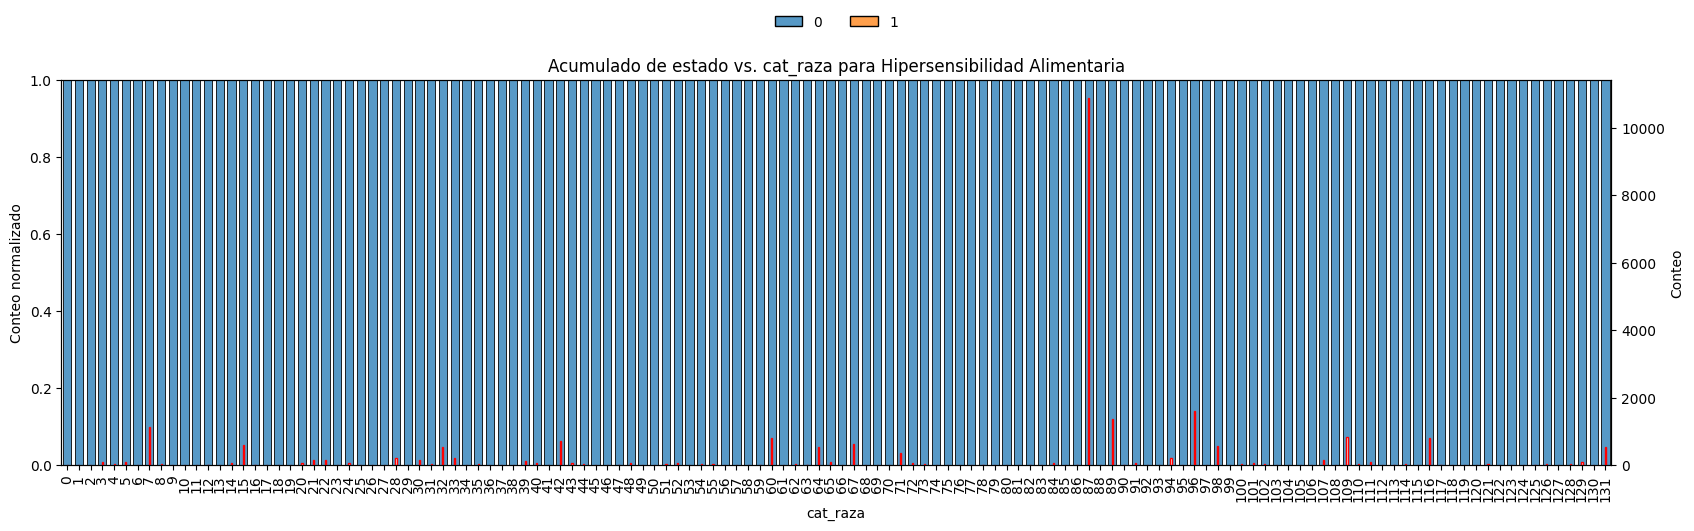 0 1
Acumulado de estado vs. cat_raza para Hipersensibilidad Alimentaria
Conteo normalizado
1.0
0.8
0.6
0.4
0.2
0.0
10000
8000
6000
4000
2000
0
Conteo
0 1 2 3 4 5 6 7 8 9 10 11 12 13 14 15 16 17 18 19 20 21 22 23 24 25 26 27 28 29 30 31 32 33 34 35 36 37 38 39 40 41 42 43 44 45 46 47 48 49 50 51 52 53 54 55 56 57 58 59 60 61 62 63 64 65 66 67 68 69 70 71 72 73 74 75 76 77 78 79 80 81 82 83 84 85 86 87 88 89 90 91 92 93 94 95 96 97 98 99 100 101 102 103 104 105 106 107 108 109 110 111 112 113 114 115 116 117 118 119 120 121 122 123 124 125 126 127 128 129 130 131
cat_raza